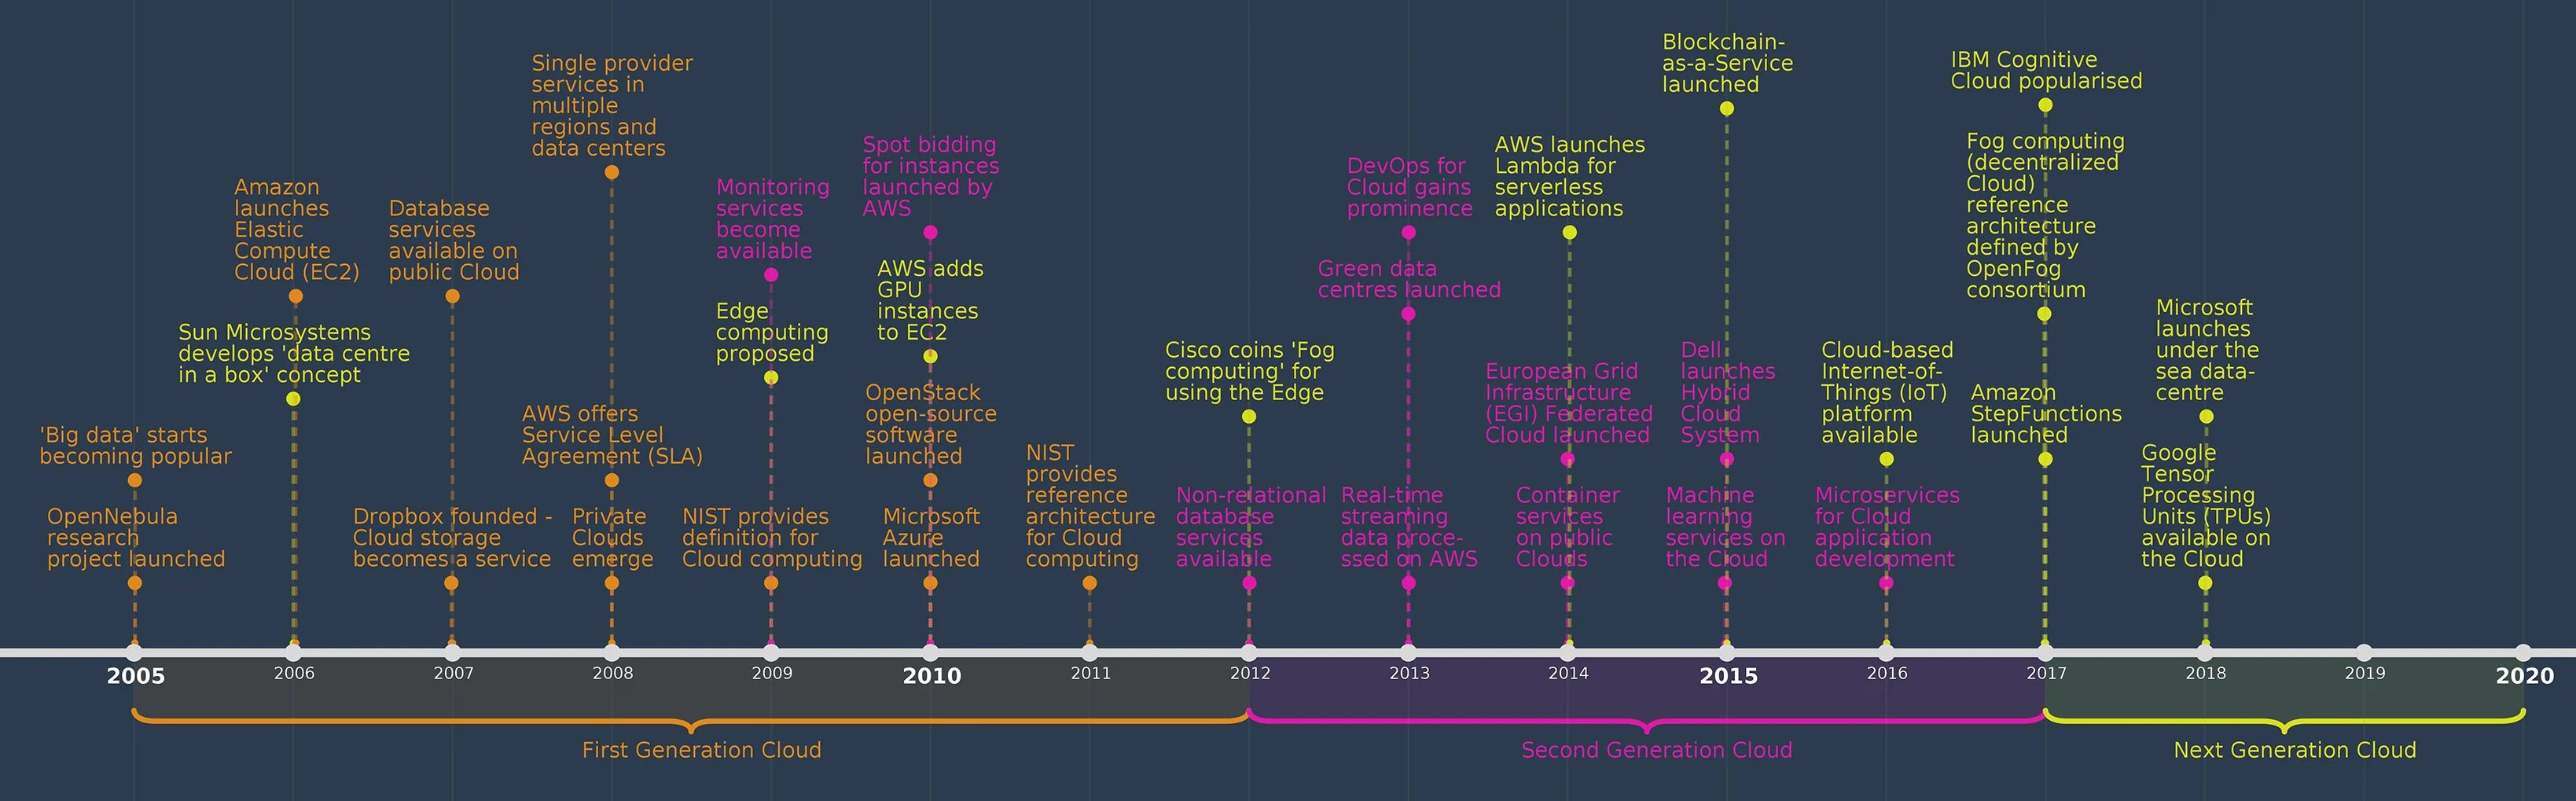 'Big data' starts
becoming popular
OpenNebula
research
project launched
Amazon
launches
Elastic
Compute
Cloud (EC2)
Sun Microsystems
develops 'data centre
in a box' concept
Database
services
available on
public Cloud
Dropbox founded -
Cloud storage
becomes a service
Single provider
services in
multiple
regions and
data centers
AWS offers
Service Level
Agreement (SLA)
Private
Clouds
emerge
Monitoring
services
become
available
Edge
computing
proposed
NIST provides
definition for
Cloud computing
Spot bidding
for instances
launched by
AWS
AWS adds
GPU
instances
to EC2
OpenStack
open-source
software
launched
Microsoft
Azure
launched
NIST
provides
reference
architecture
for Cloud
computing
Cisco coins 'Fog
computing' for
using the Edge
Non-relational
database
services
available
DevOps for
Cloud gains
prominence
Green data
centres launched
Real-time
streaming
data proce-
ssed on AWS
AWS launches
Lambda for
serverless
applications
European Grid
Infrastructure
(EGI) Federated
Cloud launched
Container
services
on public
Clouds
Blockchain-
as-a-Service
launched
Dell
launches
Hybrid
Cloud
System
Machine
learning
services on
the Cloud
Cloud-based
Internet-of-
Things (IoT)
platform
available
Microservices
for Cloud
application
development
IBM Cognitive
Cloud popularised
Fog computing
(decentralized
Cloud)
reference
architecture
defined by
OpenFog
consortium
Amazon
StepFunctions
launched
Microsoft
launches
under the
sea data-
centre
Google
Tensor
Processing
Units (TPUs)
available on
the Cloud
2005 2006 2007 2008 2009 2010 2011 2012 2013 2014 2015 2016 2017 2018 2019 2020
First Generation Cloud
Second Generation Cloud
Next Generation Cloud